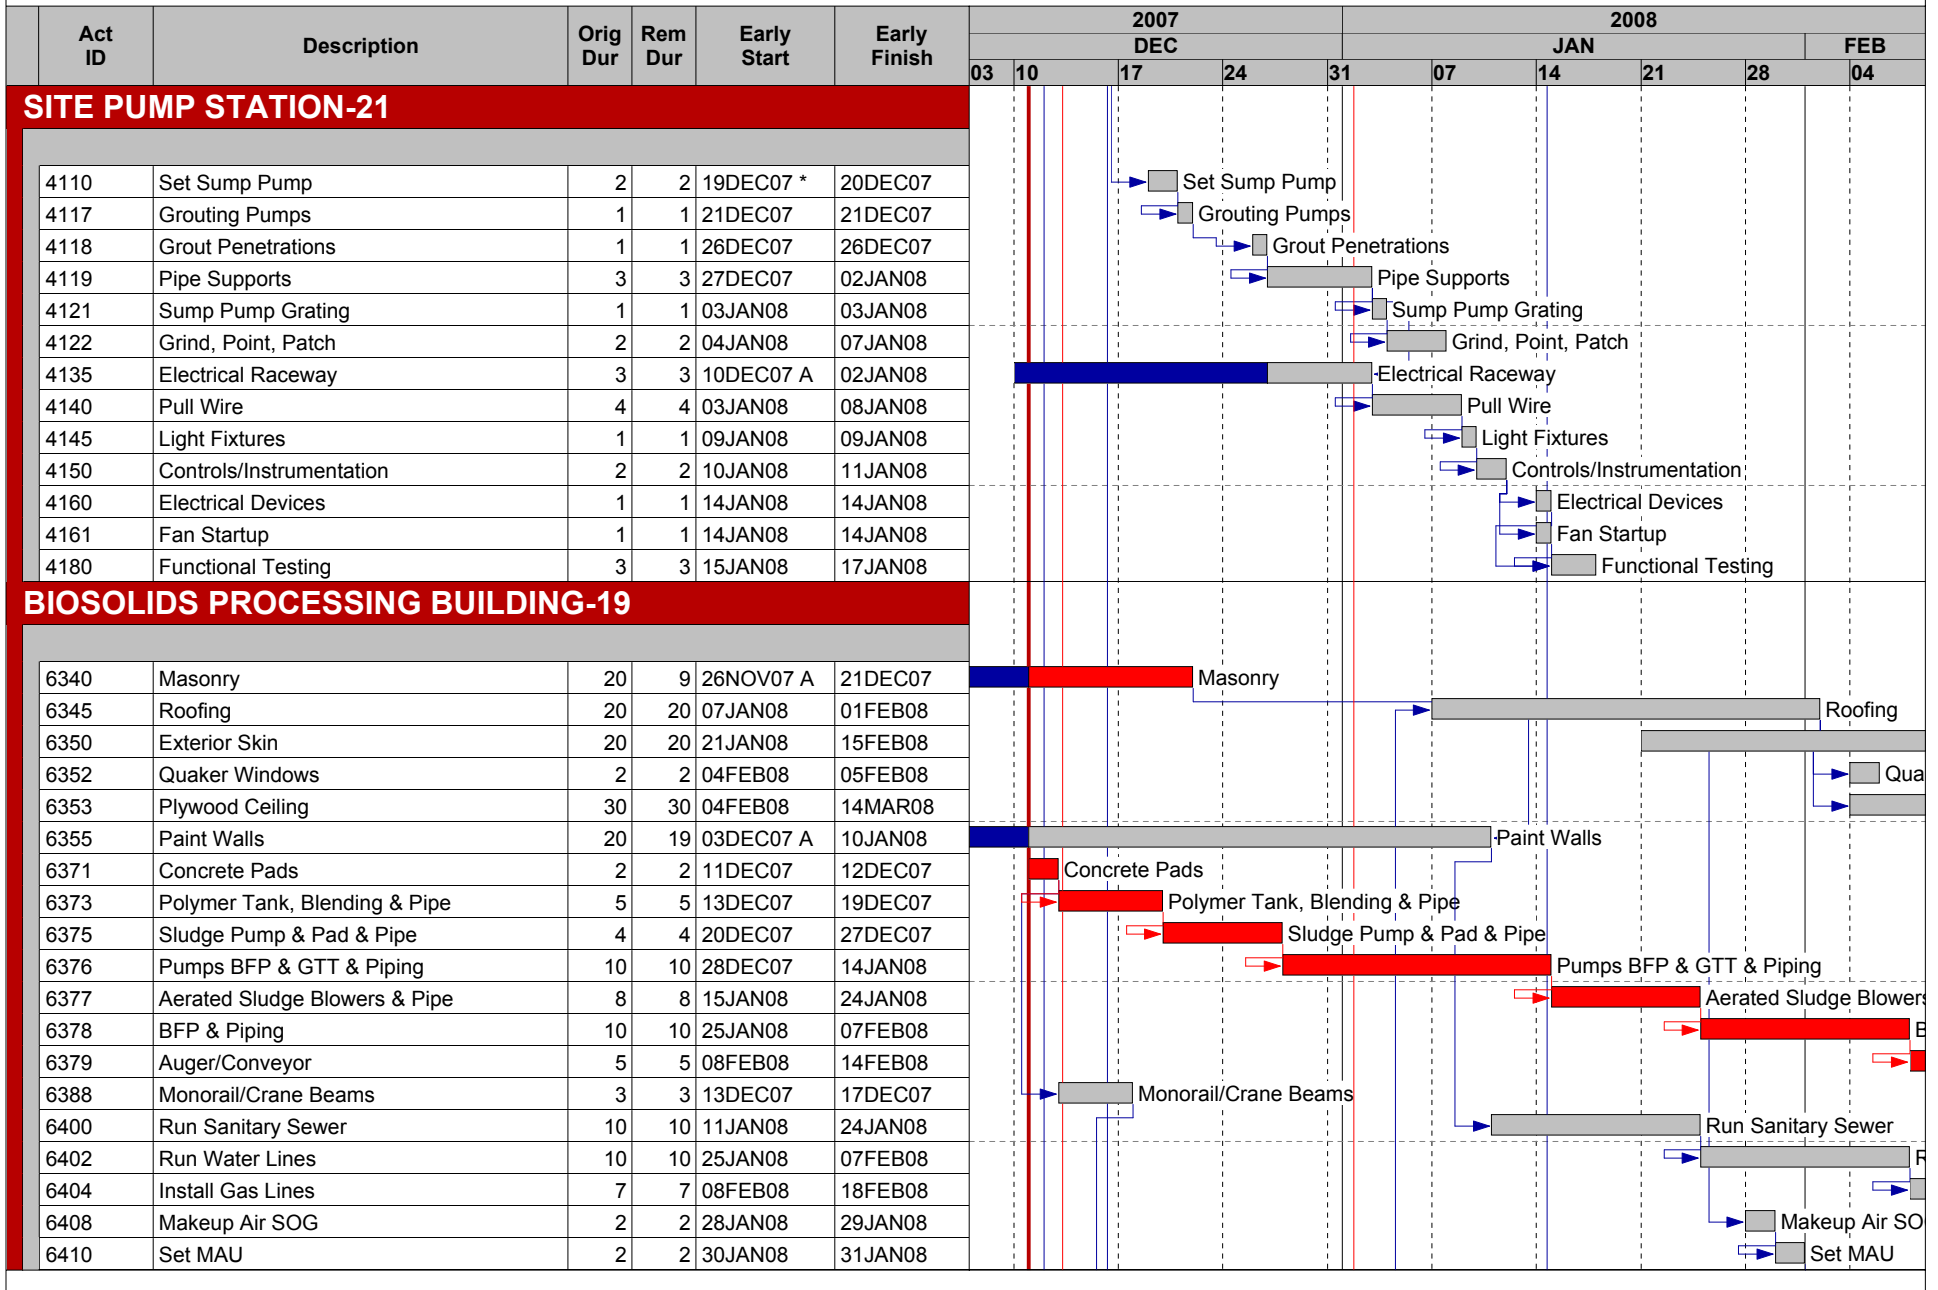 Act ID Description Orig Dur Rem Dur Early Start Early Finish
2007 2008
DEC JAN FEB
03 10 17 24 31 07 14 21 28 04
SITE PUMP STATION-21
4110 Set Sump Pump 2 2 19DEC07 * 20DEC07 Set Sump Pump
4117 Grouting Pumps 1 1 21DEC07 21DEC07 Grouting Pumps
4118 Grout Penetrations 1 1 26DEC07 26DEC07 Grout Penetrations
4119 Pipe Supports 3 3 27DEC07 02JAN08 Pipe Supports
4121 Sump Pump Grating 1 1 03JAN08 03JAN08 Sump Pump Grating
4122 Grind, Point, Patch 2 2 04JAN08 07JAN08 Grind, Point, Patch
4135 Electrical Raceway 3 3 10DEC07 A 02JAN08 Electrical Raceway
4140 Pull Wire 4 4 03JAN08 08JAN08 Pull Wire
4145 Light Fixtures 1 1 09JAN08 09JAN08 Light Fixtures
4150 Controls/Instrumentation 2 2 10JAN08 11JAN08 Controls/Instrumentation
4160 Electrical Devices 1 1 14JAN08 14JAN08 Electrical Devices
4161 Fan Startup 1 1 14JAN08 14JAN08 Fan Startup
4180 Functional Testing 3 3 15JAN08 17JAN08 Functional Testing
BIOSOLIDS PROCESSING BUILDING-19
6340 Masonry 20 9 26NOV07 A 21DEC07 Masonry
6345 Roofing 20 20 07JAN08 01FEB08 Roofing
6350 Exterior Skin 20 20 21JAN08 15FEB08
6352 Quaker Windows 2 2 04FEB08 05FEB08 Qua
6353 Plywood Ceiling 30 30 04FEB08 14MAR08
6355 Paint Walls 20 19 03DEC07 A 10JAN08 Paint Walls
6371 Concrete Pads 2 2 11DEC07 12DEC07 Concrete Pads
6373 Polymer Tank, Blending & Pipe 5 5 13DEC07 19DEC07 Polymer Tank, Blending & Pipe
6375 Sludge Pump & Pad & Pipe 4 4 20DEC07 27DEC07 Sludge Pump & Pad & Pipe
6376 Pumps BFP & GTT & Piping 10 10 28DEC07 14JAN08 Pumps BFP & GTT & Piping
6377 Aerated Sludge Blowers & Pipe 8 8 15JAN08 24JAN08 Aerated Sludge Blowers
6378 BFP & Piping 10 10 25JAN08 07FEB08 B
6379 Auger/Conveyor 5 5 08FEB08 14FEB08
6388 Monorail/Crane Beams 3 3 13DEC07 17DEC07 Monorail/Crane Beams
6400 Run Sanitary Sewer 10 10 11JAN08 24JAN08 Run Sanitary Sewer
6402 Run Water Lines 10 10 25JAN08 07FEB08 R
6404 Install Gas Lines 7 7 08FEB08 18FEB08
6408 Makeup Air SOG 2 2 28JAN08 29JAN08 Makeup Air SO
6410 Set MAU 2 2 30JAN08 31JAN08 Set MAU